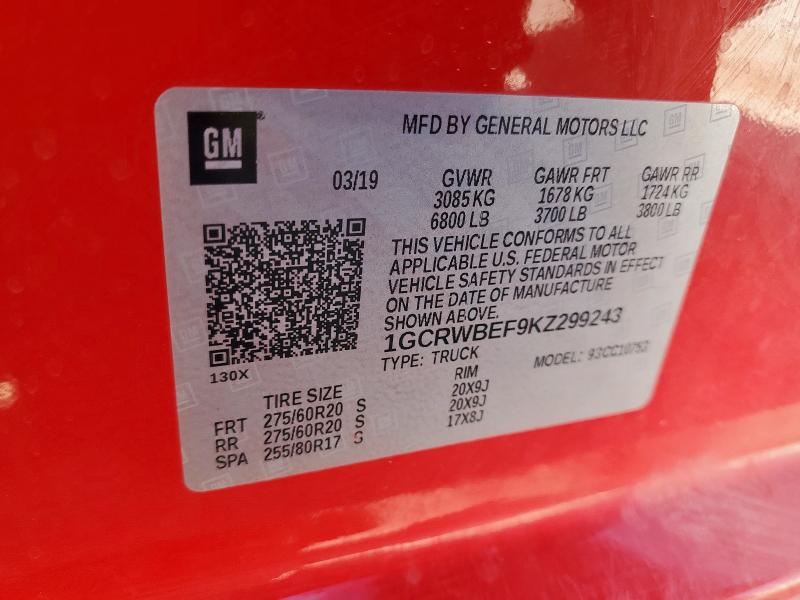 GM
MFD BY GENERAL MOTORS LLC
03/19 GVWR GAWR FRT GAWR RR
3085 KG 1678 KG 1724 KG
6800 LB 3700 LB 3800 LB
THIS VEHICLE CONFORMS TO ALL
APPLICABLE U.S. FEDERAL MOTOR
VEHICLE SAFETY STANDARDS IN EFFECT
ON THE DATE OF MANUFACTURE
SHOWN ABOVE.
1GCRWBEF9KZ299243
TYPE: TRUCK MODEL: 93CC10753
130X
TIRE SIZE RIM
FRT 275/60R20 S 20X9J
RR 275/60R20 S 20X9J
SPA 255/80R17 S 17X8J